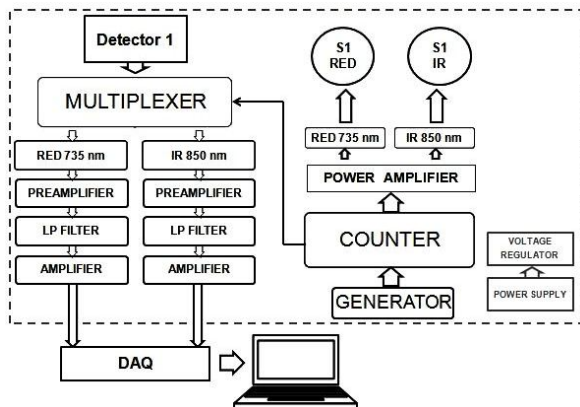 Detector 1
S1
RED
S1
IR
MULTIPLEXER
RED 735 nm
IR 850 nm
RED 735 nm
IR 850 nm
PREAMPLIFIER
PREAMPLIFIER
POWER AMPLIFIER
LP FILTER
LP FILTER
COUNTER
VOLTAGE
REGULATOR
AMPLIFIER
AMPLIFIER
GENERATOR
POWER SUPPLY
DAQ